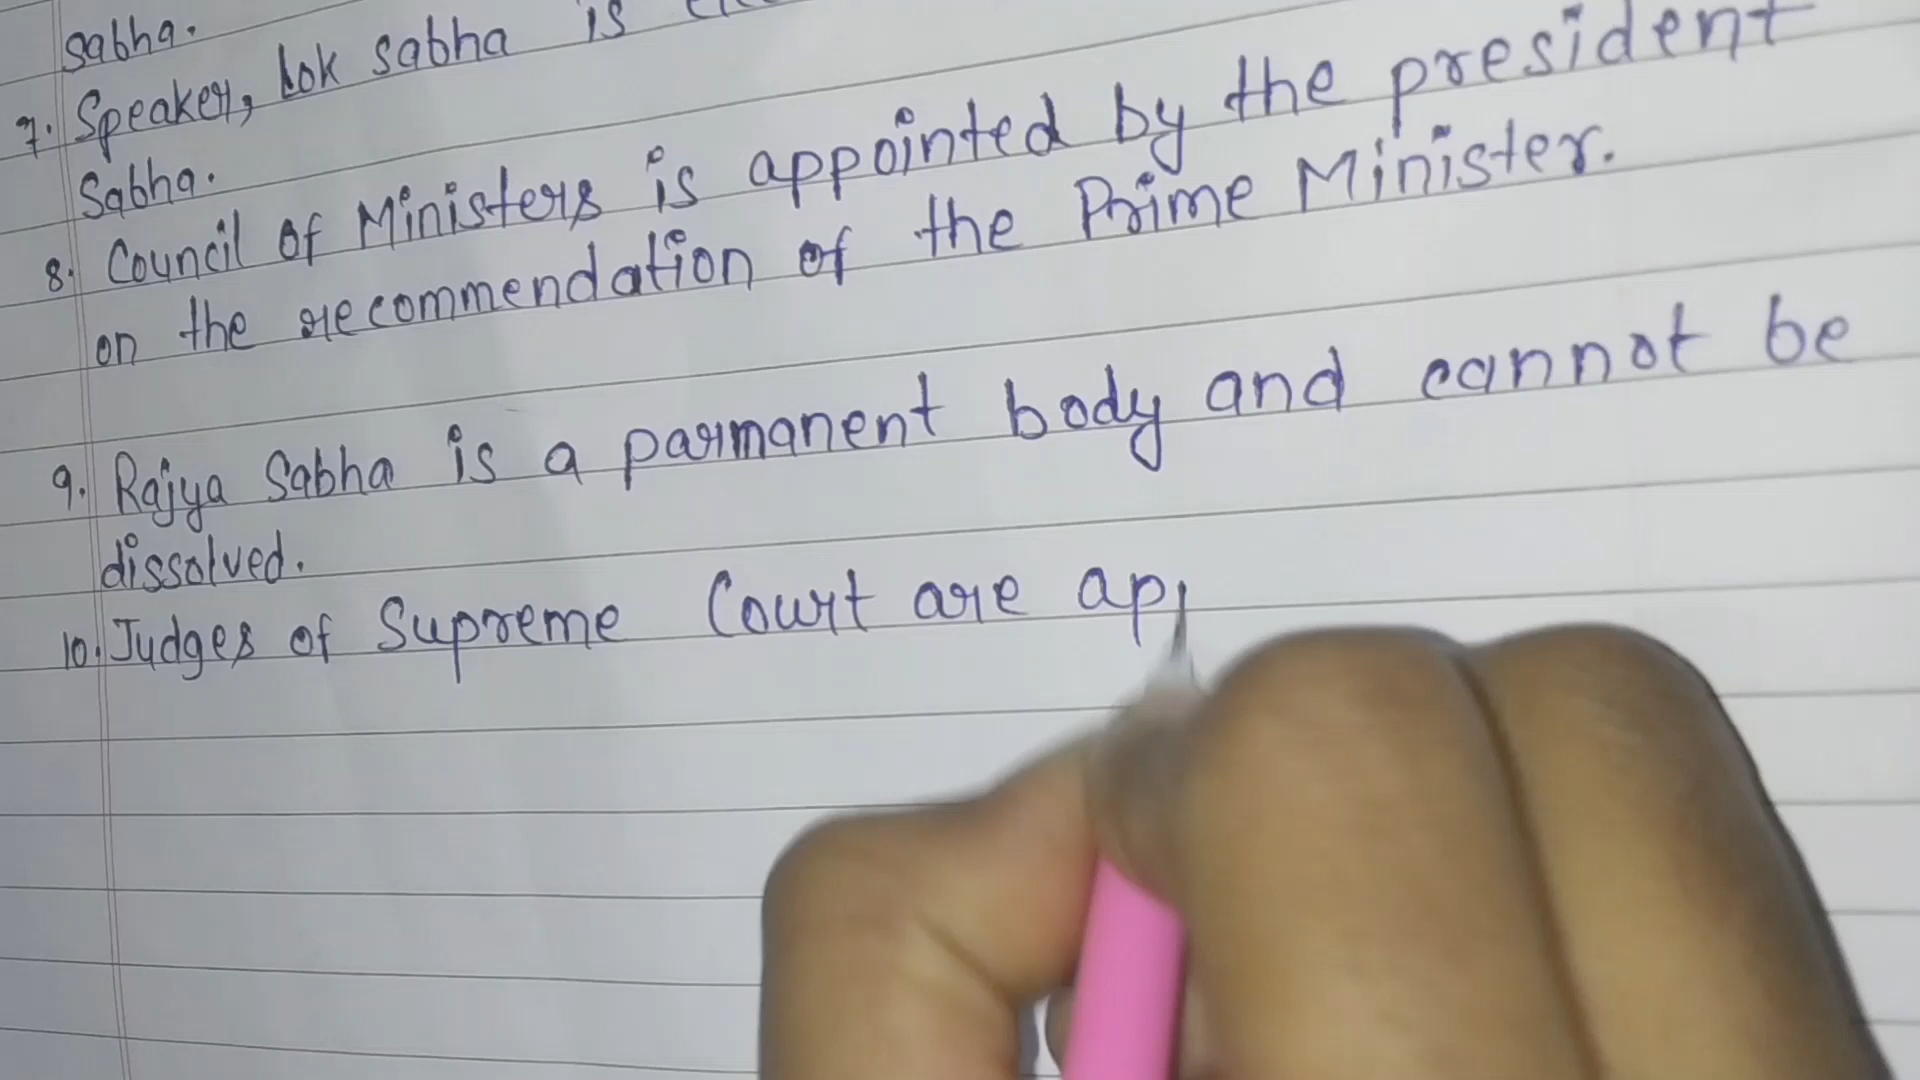 sabha.
7. Speaker, Lok sabha is
Sabha.
8. Council of Ministers is appointed by the president
on the recommendation of the Prime Minister.
9. Rajya Sabha is a parmanent body and cannot be
dissolved.
10. Judges of Supreme Court are ap